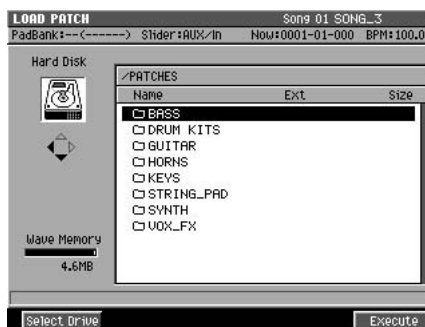 LOAD PATCH Song 01 SONG_3
PadBank:--(------) Slider:AUX/In Now:0001-01-000 BPM:100.0
Hard Disk
/PATCHES
Name Ext Size
BASS
DRUM KITS
GUITAR
HORNS
KEYS
STRING_PAD
SYNTH
VOX_FX
Wave Memory
4.6MB
Select Drive Execute